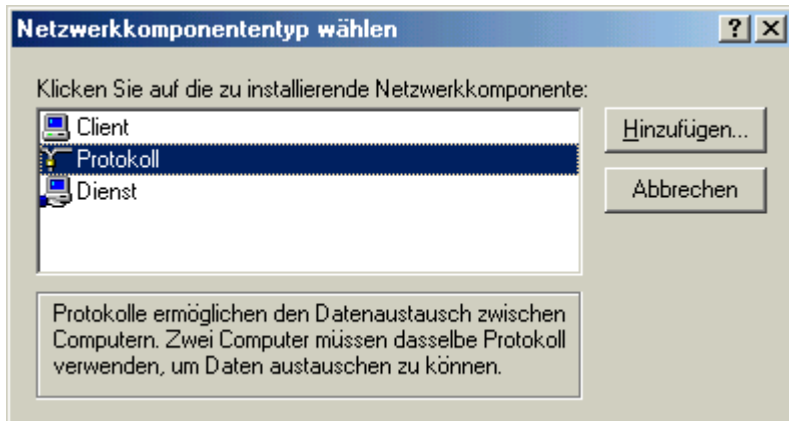 Netzwerkkomponententyp wählen
Klicken Sie auf die zu installierende Netzwerkkomponente:
Client
Protokoll
Dienst
Hinzufügen...
Abbrechen
Protokolle ermöglichen den Datenaustausch zwischen
Computern. Zwei Computer müssen dasselbe Protokoll
verwenden, um Daten austauschen zu können.